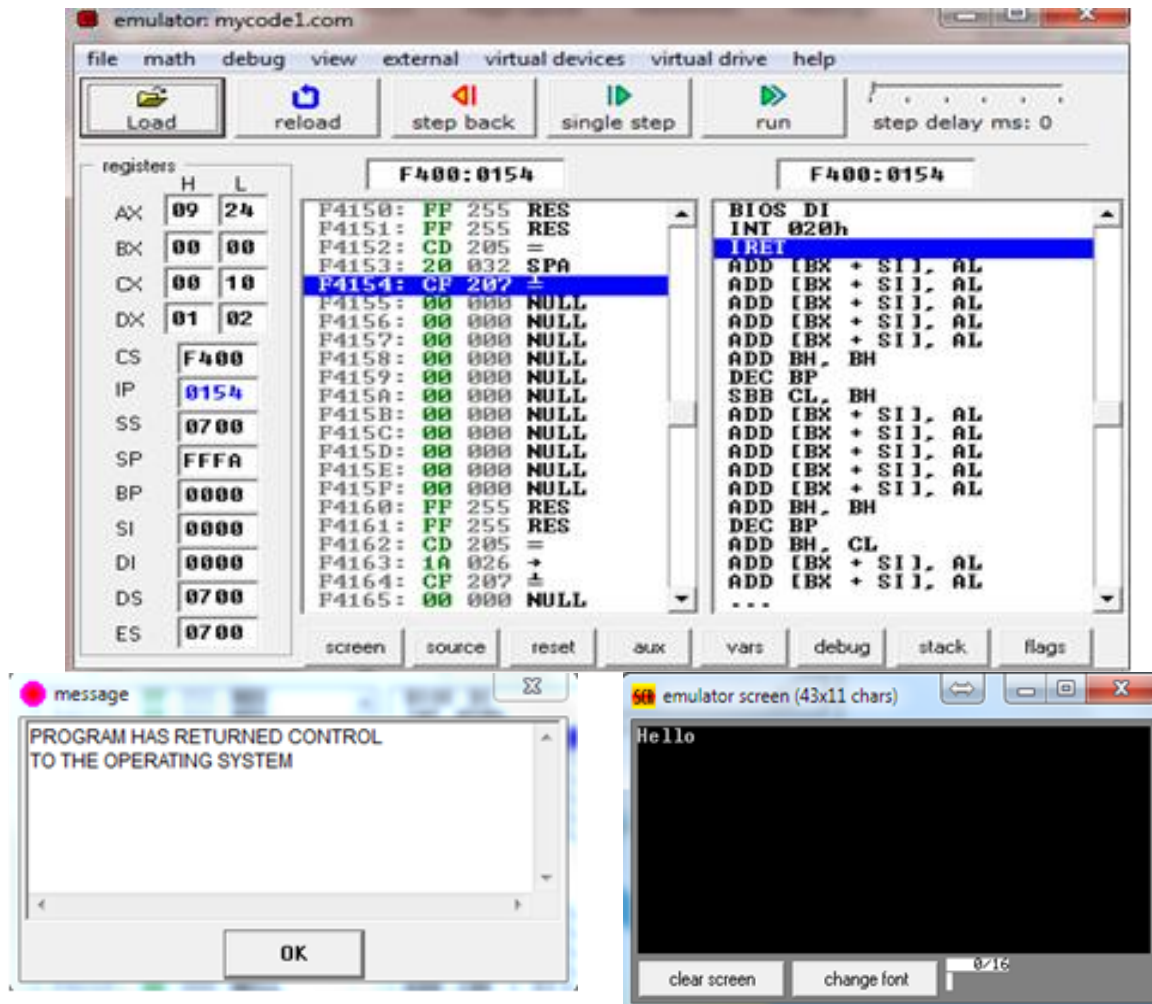 emulator: mycode1.com
file math debug view external virtual devices virtual drive help
Load reload step back single step run step delay ms: 0
registers
H L
F400:0154 F400:0154
AX 09 24
BX 00 00
CX 00 10
DX 01 02
CS F400
IP 0154
SS 0700
SP FFFA
BP 0000
SI 0000
DI 0000
DS 0700
ES 0700
F4150: FF 255 RES
F4151: FF 255 RES
F4152: CD 205 =
F4153: 20 032 SPA
F4154: CF 207 ╧
F4155: 00 000 NULL
F4156: 00 000 NULL
F4157: 00 000 NULL
F4158: 00 000 NULL
F4159: 00 000 NULL
F415A: 00 000 NULL
F415B: 00 000 NULL
F415C: 00 000 NULL
F415D: 00 000 NULL
F415E: 00 000 NULL
F415F: 00 000 NULL
F4160: FF 255 RES
F4161: FF 255 RES
F4162: CD 205 =
F4163: 1A 026 →
F4164: CF 207 ╧
F4165: 00 000 NULL
BIOS DI
INT 020h
IRET
ADD [BX + SI], AL
ADD [BX + SI], AL
ADD [BX + SI], AL
ADD [BX + SI], AL
ADD [BX + SI], AL
ADD BH, BH
DEC BP
SBB CL, BH
ADD [BX + SI], AL
ADD [BX + SI], AL
ADD [BX + SI], AL
ADD [BX + SI], AL
ADD [BX + SI], AL
ADD BH, BH
DEC BP
ADD BH, CL
ADD [BX + SI], AL
ADD [BX + SI], AL
...
screen source reset aux vars debug stack flags
message
PROGRAM HAS RETURNED CONTROL
TO THE OPERATING SYSTEM
OK
SCR emulator screen (43x11 chars)
Hello
clear screen change font 0/16